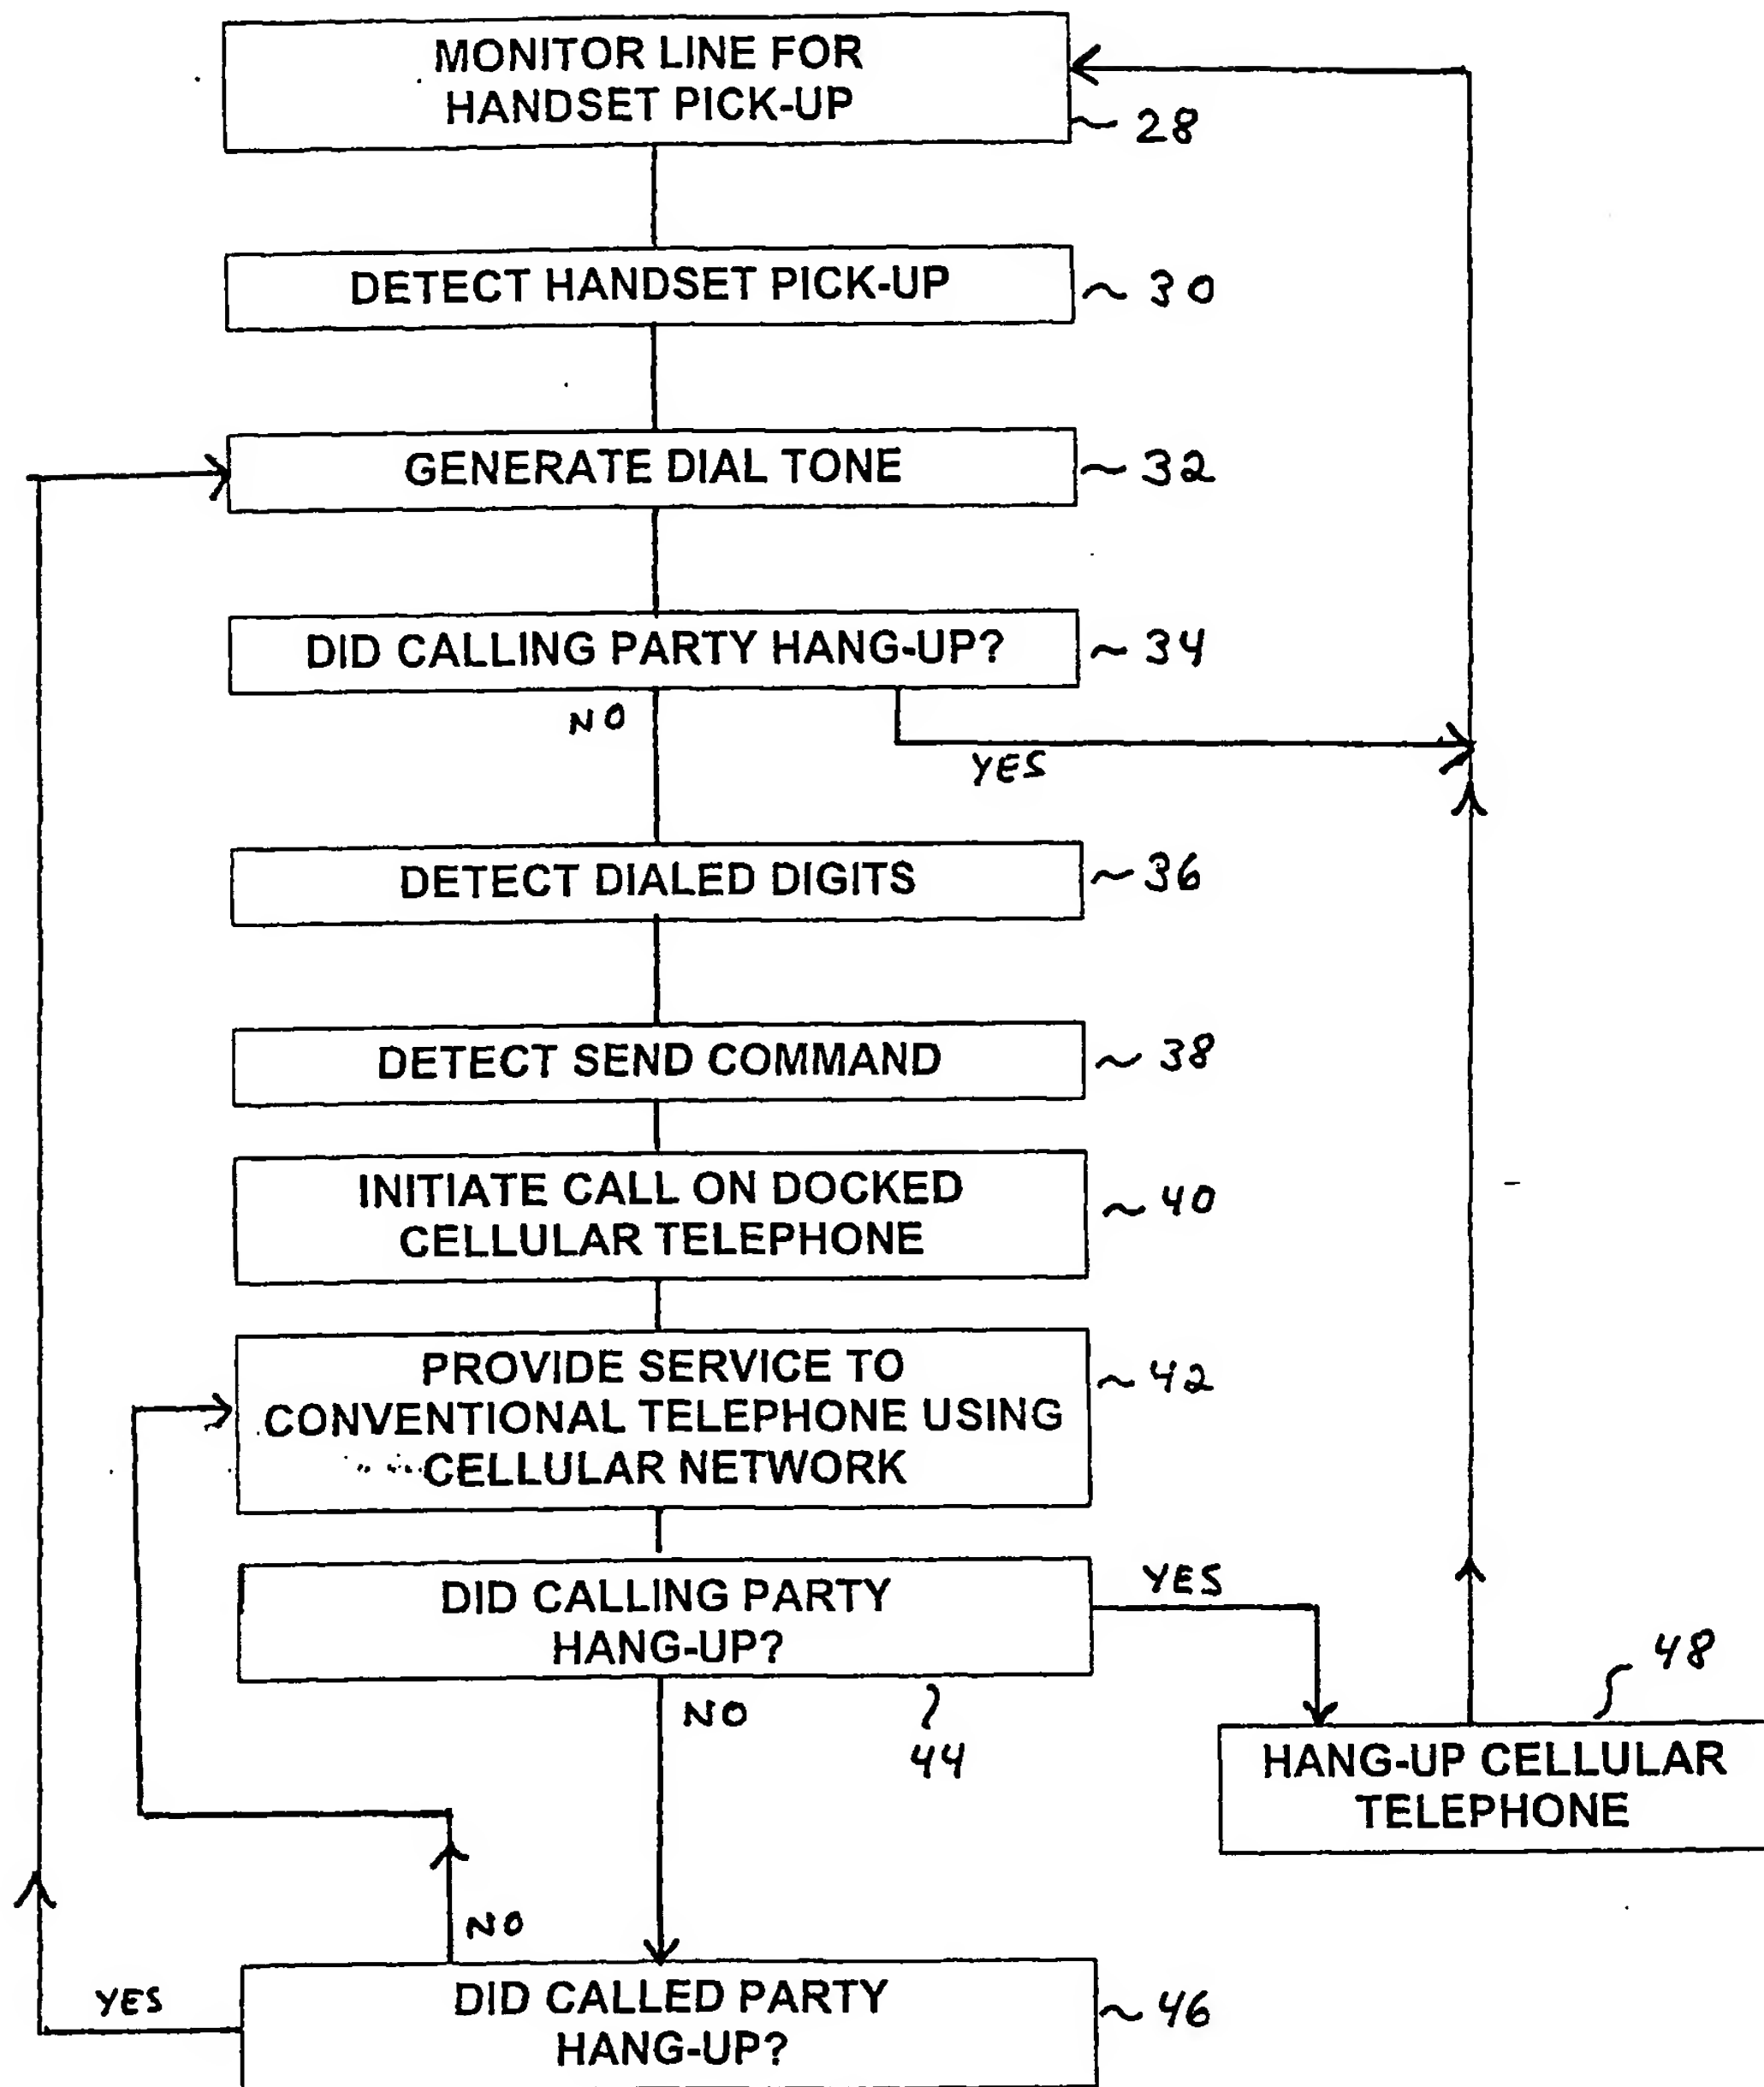 MONITOR LINE FOR
HANDSET PICK-UP
28
DETECT HANDSET PICK-UP
30
GENERATE DIAL TONE
32
DID CALLING PARTY HANG-UP?
34
NO
YES
DETECT DIALED DIGITS
36
DETECT SEND COMMAND
38
INITIATE CALL ON DOCKED
CELLULAR TELEPHONE
40
PROVIDE SERVICE TO
CONVENTIONAL TELEPHONE USING
CELLULAR NETWORK
42
DID CALLING PARTY
HANG-UP?
YES
NO
44
48
HANG-UP CELLULAR
TELEPHONE
NO
YES
DID CALLED PARTY
HANG-UP?
46